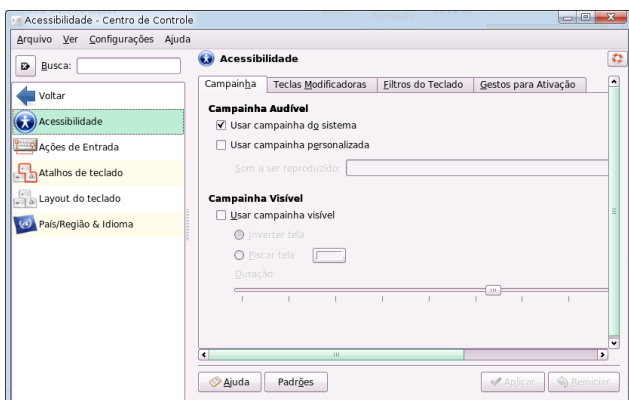 Acessibilidade - Centro de Controle
Arquivo Ver Configurações Ajuda
Busca:
Voltar
Acessibilidade
Ações de Entrada
Atalhos de teclado
Layout do teclado
País/Região & Idioma
Acessibilidade
Campainha Teclas Modificadoras Filtros do Teclado Gestos para Ativação
Campainha Audível
Usar campainha do sistema
Usar campainha personalizada
Som a ser reproduzido:
Campainha Visível
Usar campainha visível
Inverter tela
Piscar tela
Duração:
Ajuda Padrões Aplicar Reiniciar